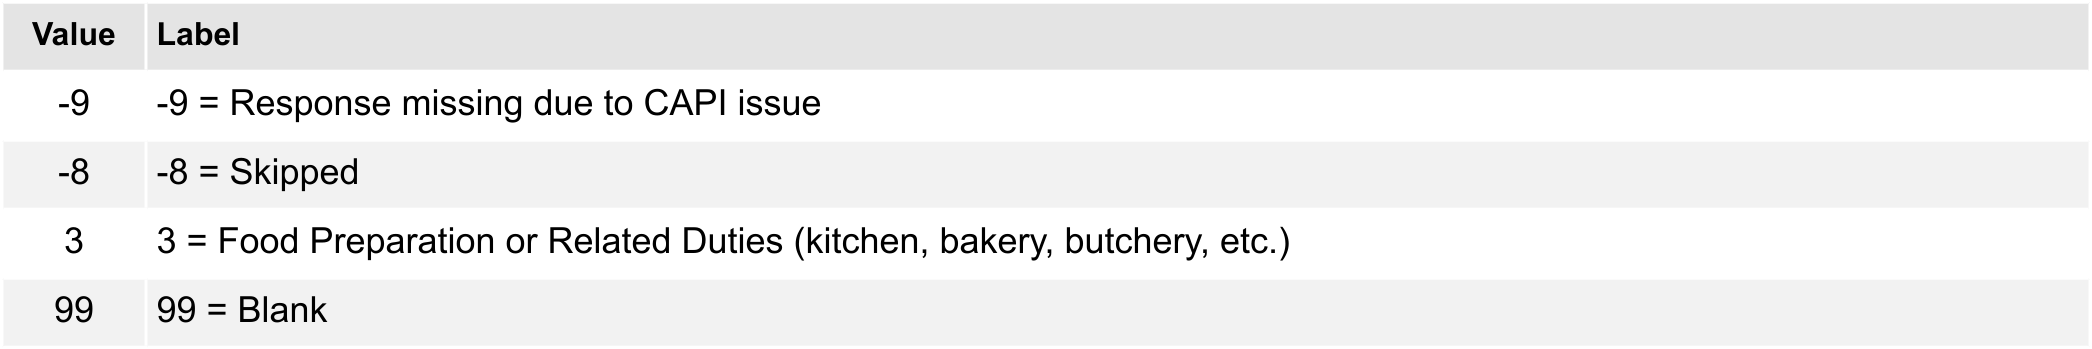 Value Label
-9 -9 = Response missing due to CAPI issue
-8 -8 = Skipped
3 3 = Food Preparation or Related Duties (kitchen, bakery, butchery, etc.)
99 99 = Blank